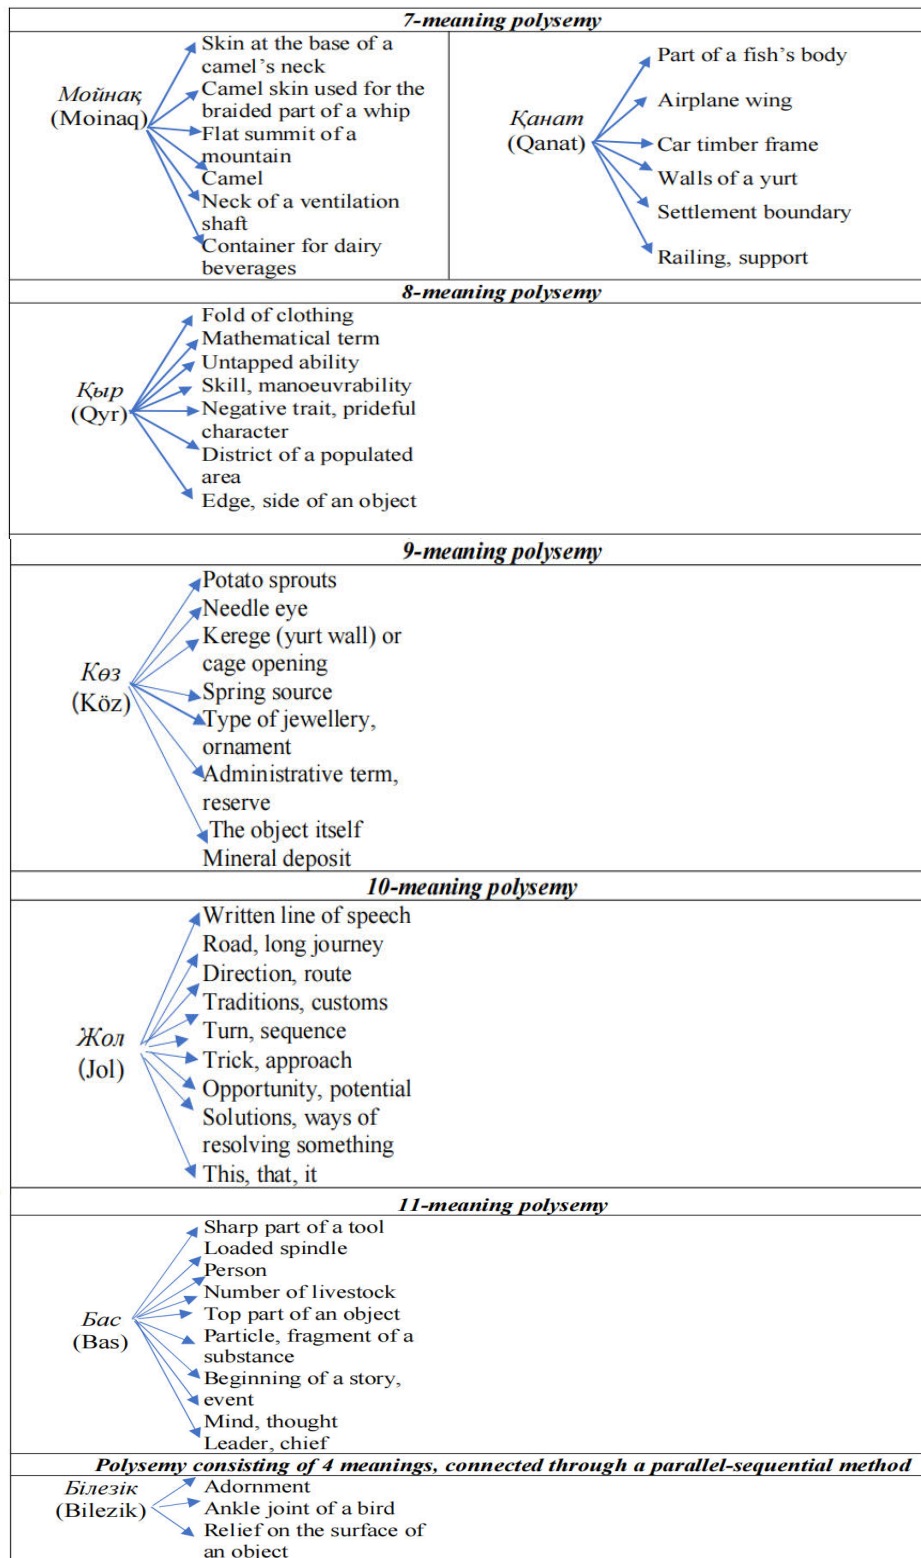 7-meaning polysemy
Мойнақ
(Moinaq)
Skin at the base of a
camel's neck
Camel skin used for the
braided part of a whip
Flat summit of a
mountain
Camel
Neck of a ventilation
shaft
Container for dairy
beverages
Қанат
(Qanat)
Part of a fish's body
Airplane wing
Car timber frame
Walls of a yurt
Settlement boundary
Railing, support
8-meaning polysemy
Қыр
(Qyr)
Fold of clothing
Mathematical term
Untapped ability
Skill, manoeuvrability
Negative trait, prideful
character
District of a populated
area
Edge, side of an object
9-meaning polysemy
Көз
(Köz)
Potato sprouts
Needle eye
Kerege (yurt wall) or
cage opening
Spring source
Type of jewellery,
ornament
Administrative term,
reserve
The object itself
Mineral deposit
10-meaning polysemy
Жол
(Jol)
Written line of speech
Road, long journey
Direction, route
Traditions, customs
Turn, sequence
Trick, approach
Opportunity, potential
Solutions, ways of
resolving something
This, that, it
11-meaning polysemy
Бас
(Bas)
Sharp part of a tool
Loaded spindle
Person
Number of livestock
Top part of an object
Particle, fragment of a
substance
Beginning of a story,
event
Mind, thought
Leader, chief
Polysemy consisting of 4 meanings, connected through a parallel-sequential method
Білезік
(Bilezik)
Adornment
Ankle joint of a bird
Relief on the surface of
an object